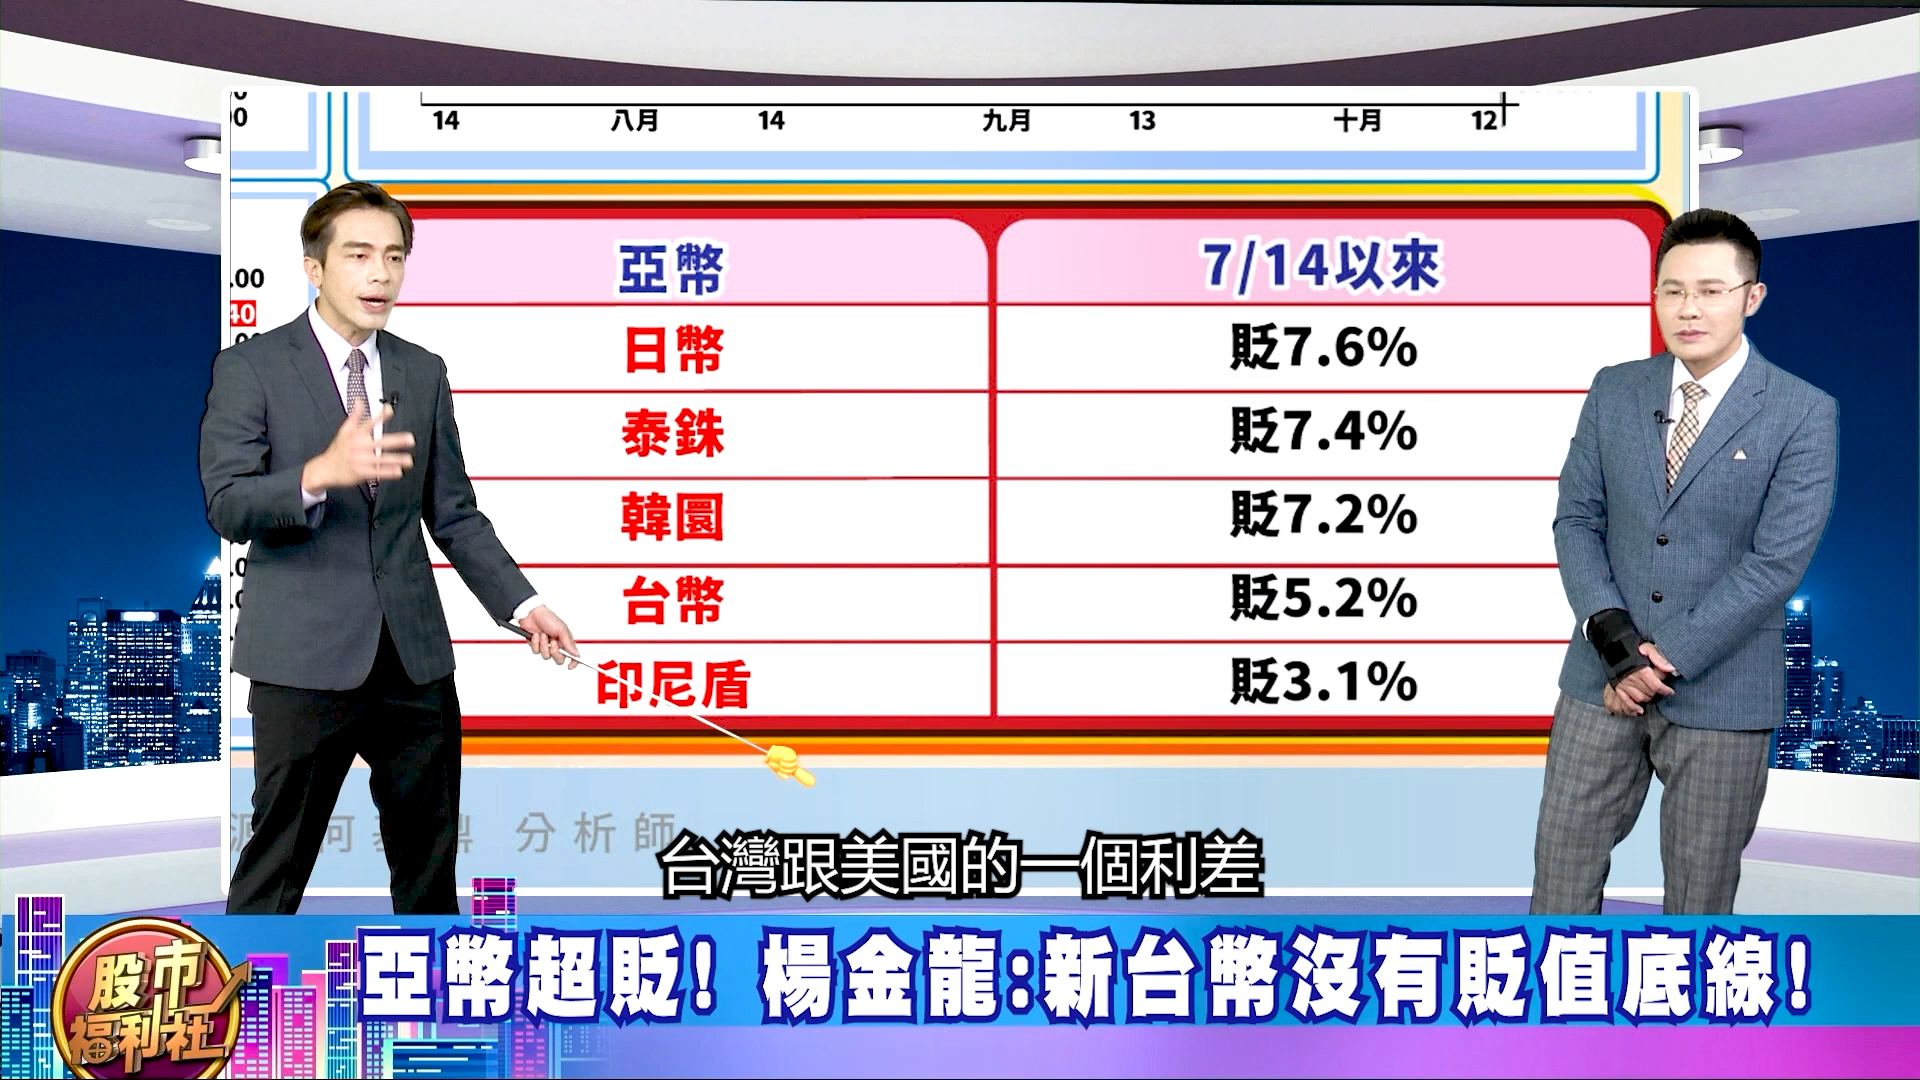 00
14 八月 14 九月 13 十月 12
.00
40
亞幣 7/14以來
日幣 貶7.6%
泰銖 貶7.4%
韓圜 貶7.2%
台幣 貶5.2%
印尼盾 貶3.1%
分析師
台灣跟美國的一個利差
亞幣超貶! 楊金龍:新台幣沒有貶值底線!
股市
福利社